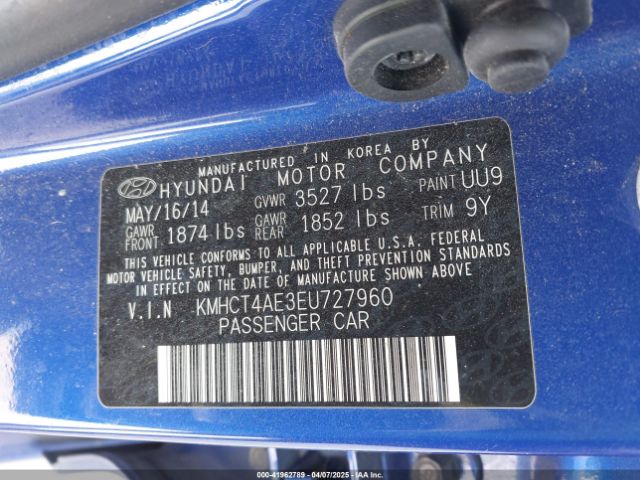 MANUFACTURED IN KOREA BY
HYUNDAI MOTOR COMPANY
MAY/16/14 GVWR 3527 lbs PAINT UU9
GAWR FRONT 1874 lbs GAWR REAR 1852 lbs TRIM 9Y
THIS VEHICLE CONFORMS TO ALL APPLICABLE U.S.A. FEDERAL
MOTOR VEHICLE SAFETY, BUMPER, AND THEFT PREVENTION STANDARDS
IN EFFECT ON THE DATE OF MANUFACTURE SHOWN ABOVE
V.I.N KMHCT4AE3EU727960
PASSENGER CAR
000-41962789 - 04/07/2025 - IAAI.COM